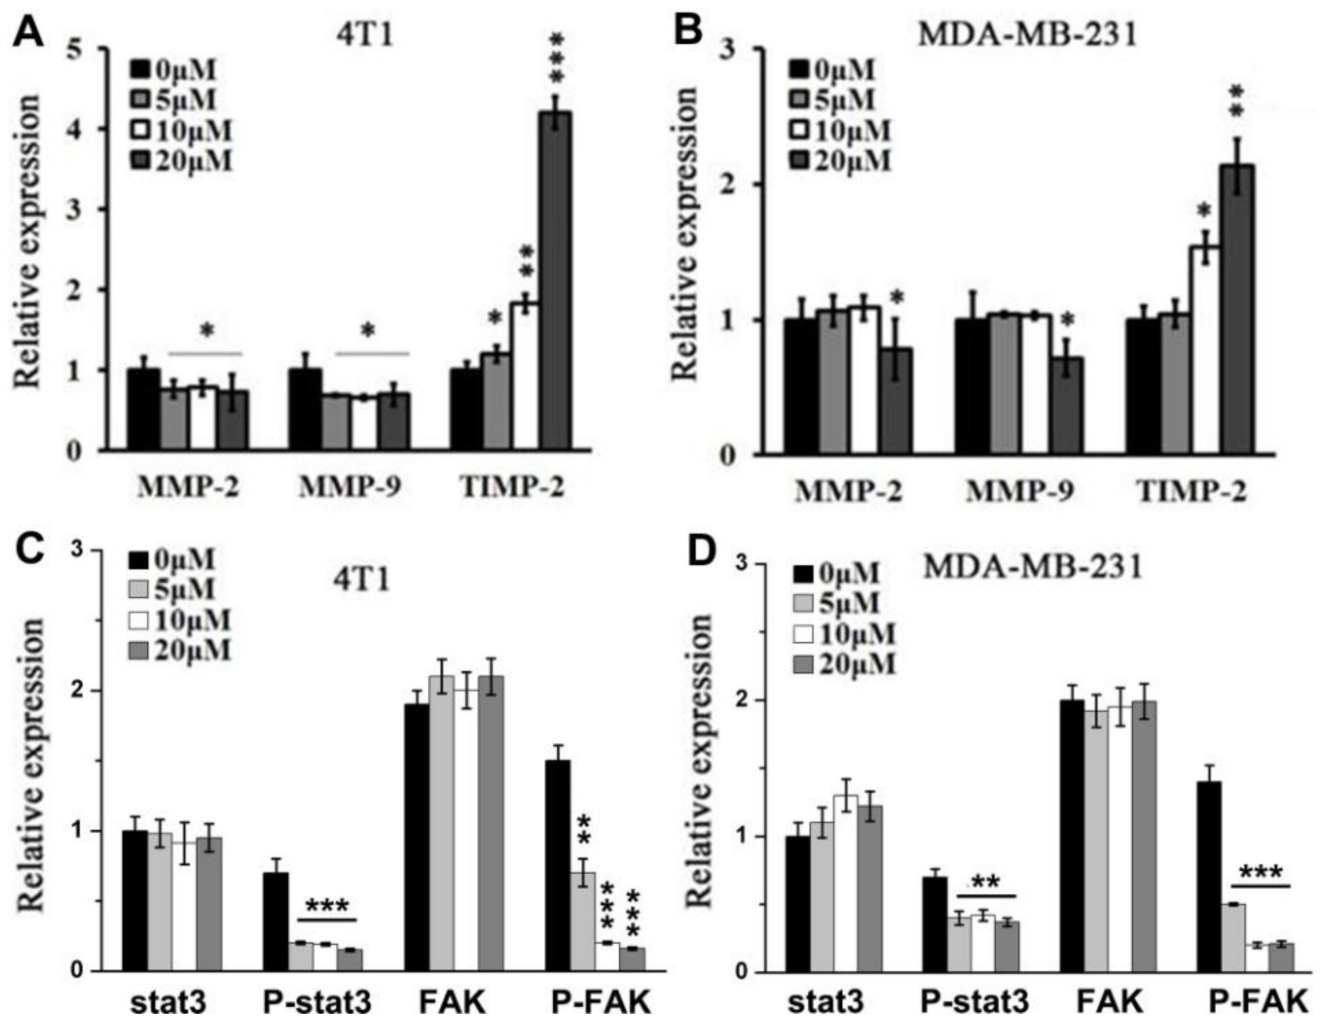 A
4T1
5
4
3
2
1
0
Relative expression
0μM
5μM
10μM
20μM
*
*
*
**
***
MMP-2 MMP-9 TIMP-2
B
MDA-MB-231
3
2
1
0
Relative expression
0μM
5μM
10μM
20μM
*
*
*
**
MMP-2 MMP-9 TIMP-2
C
4T1
3
2
1
0
Relative expression
0μM
5μM
10μM
20μM
***
**
***
***
stat3 P-stat3 FAK P-FAK
D
MDA-MB-231
3
2
1
0
Relative expression
0μM
5μM
10μM
20μM
**
***
stat3 P-stat3 FAK P-FAK